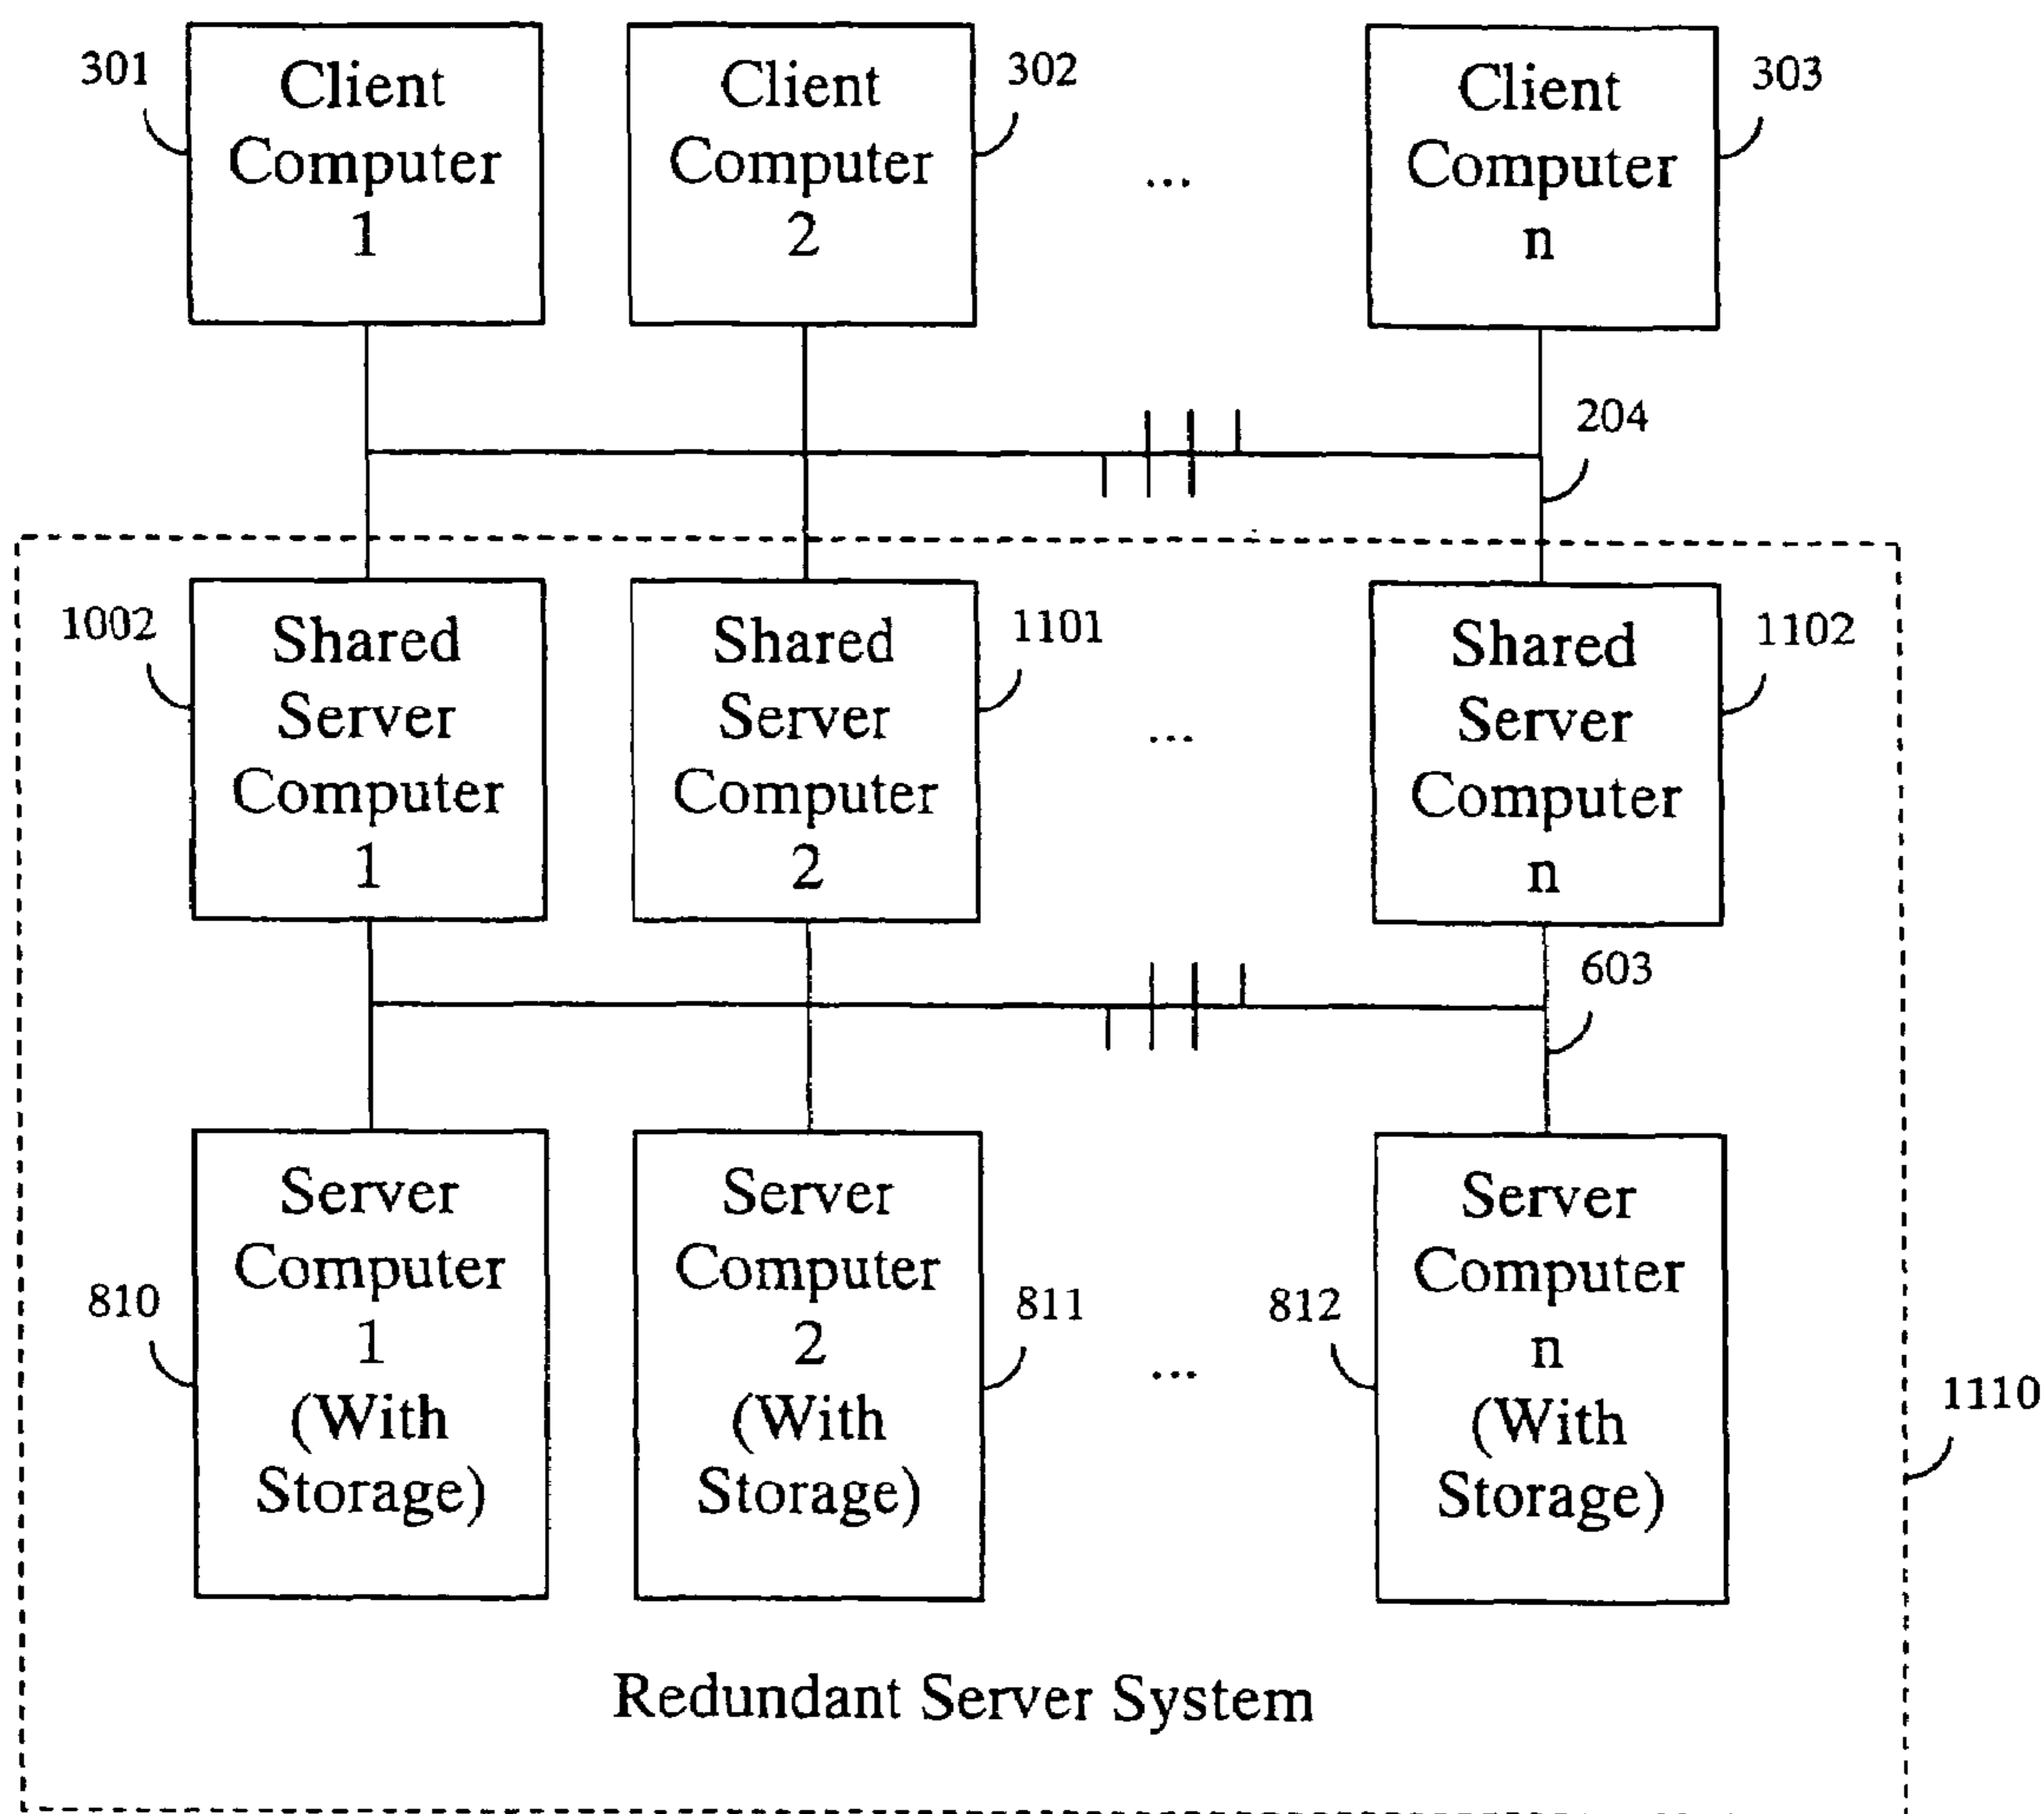 301
Client
Computer
1
Client
Computer
2
302
...
Client
Computer
n
303
204
1002
Shared
Server
Computer
1
Shared
Server
Computer
2
1101
...
Shared
Server
Computer
n
1102
603
810
Server
Computer
1
(With
Storage)
Server
Computer
2
(With
Storage)
811
...
812
Server
Computer
n
(With
Storage)
1110
Redundant Server System